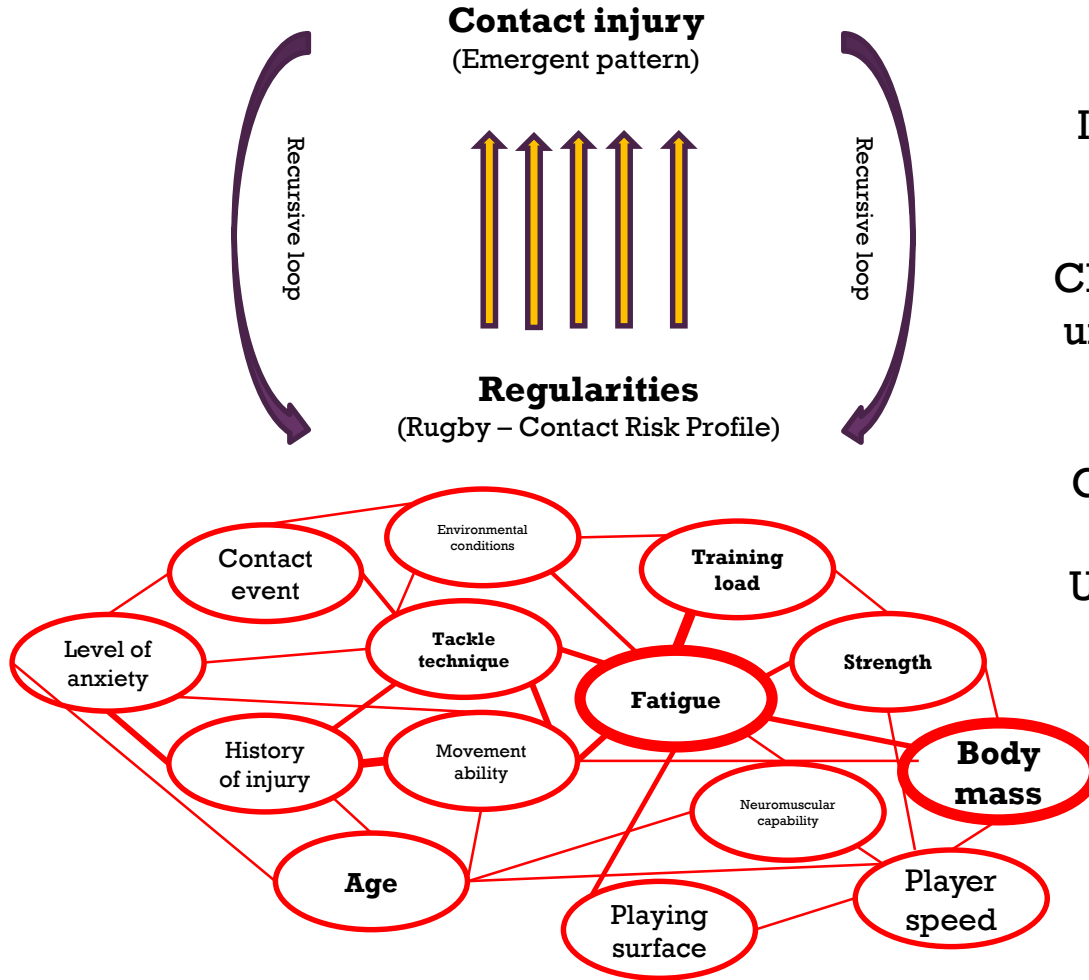 Contact injury
(Emergent pattern)
Recursive loop
Recursive loop
Regularities
(Rugby – Contact Risk Profile)
Environmental
conditions
Contact
event
Training
load
Level of
anxiety
Tackle
technique
Strength
Fatigue
History
of injury
Movement
ability
Body
mass
Neuromuscular
capability
Age
Player
speed
Playing
surface